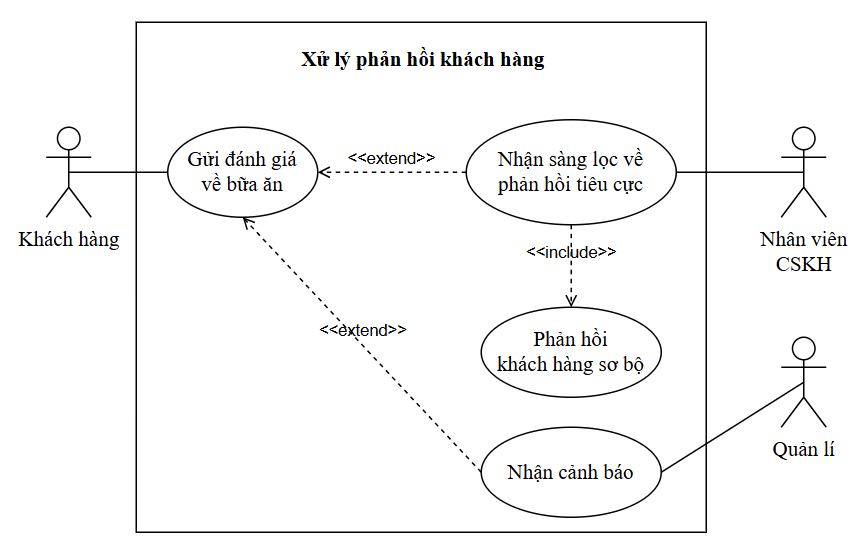 Xử lý phản hồi khách hàng
Gửi đánh giá
về bữa ăn
<<extend>>
Nhận sàng lọc về
phản hồi tiêu cực
Khách hàng
Nhân viên
CSKH
<<include>>
<<extend>>
Phản hồi
khách hàng sơ bộ
Quản lí
Nhận cảnh báo